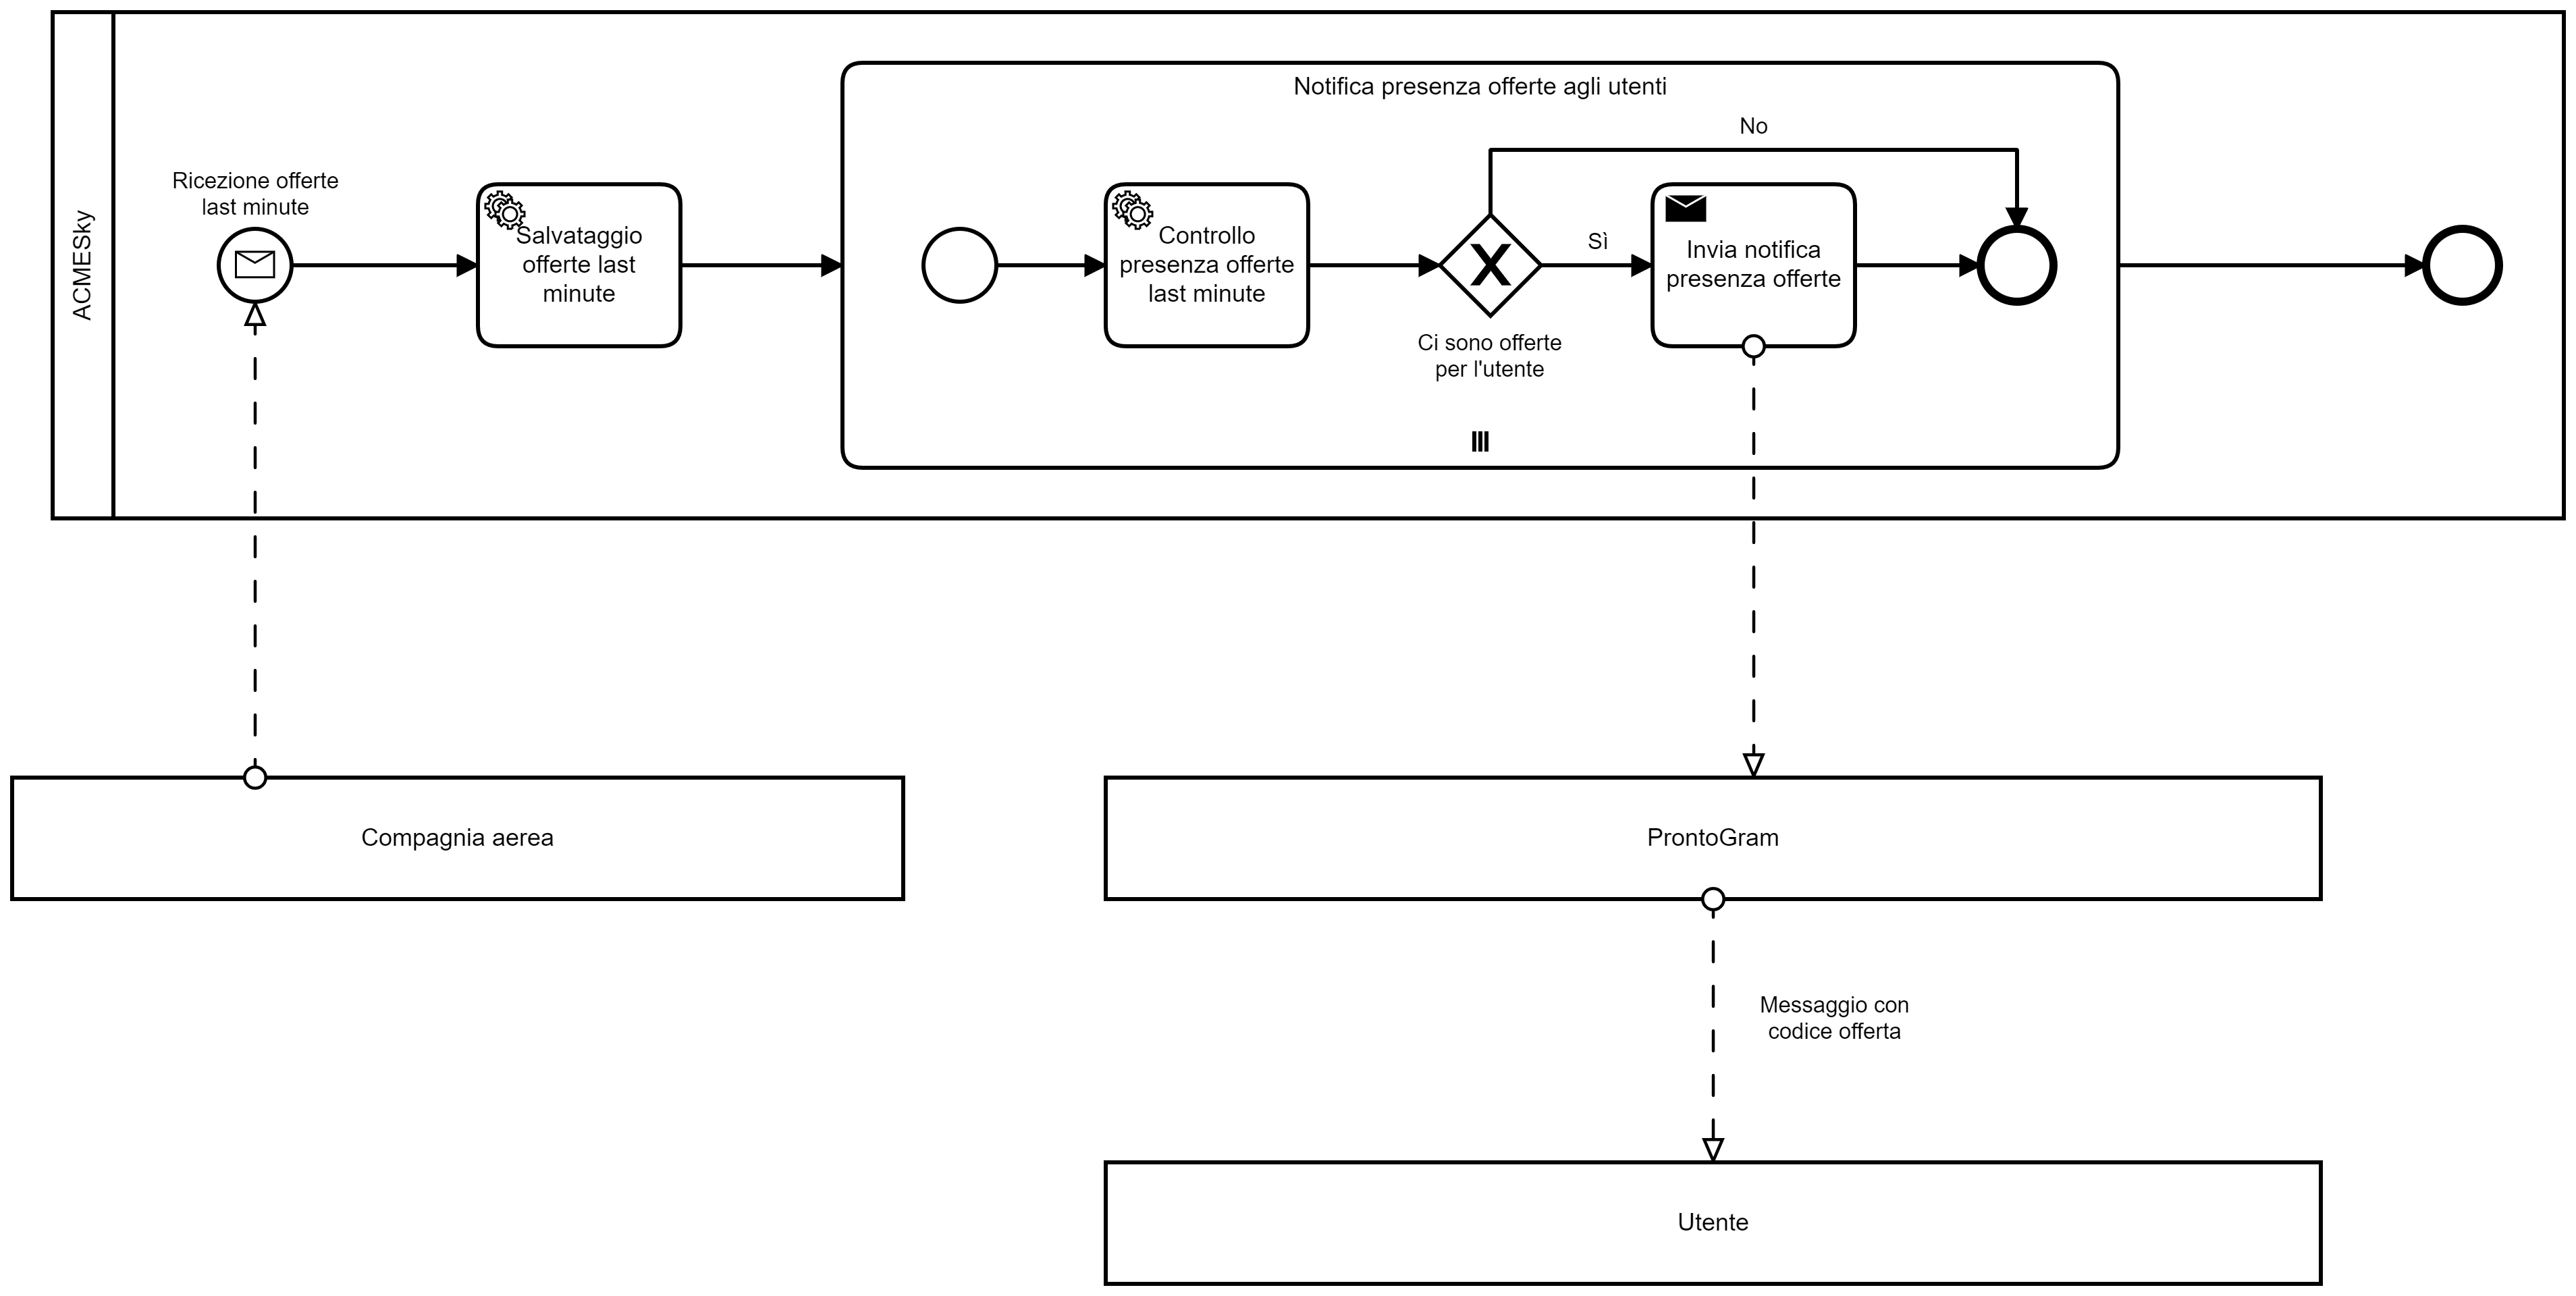 ACMESky
Ricezione offerte
last minute
Salvataggio
offerte last
minute
Notifica presenza offerte agli utenti
Controllo
presenza offerte
last minute
No
Sì
Ci sono offerte
per l'utente
Invia notifica
presenza offerte
Compagnia aerea
ProntoGram
Messaggio con
codice offerta
Utente